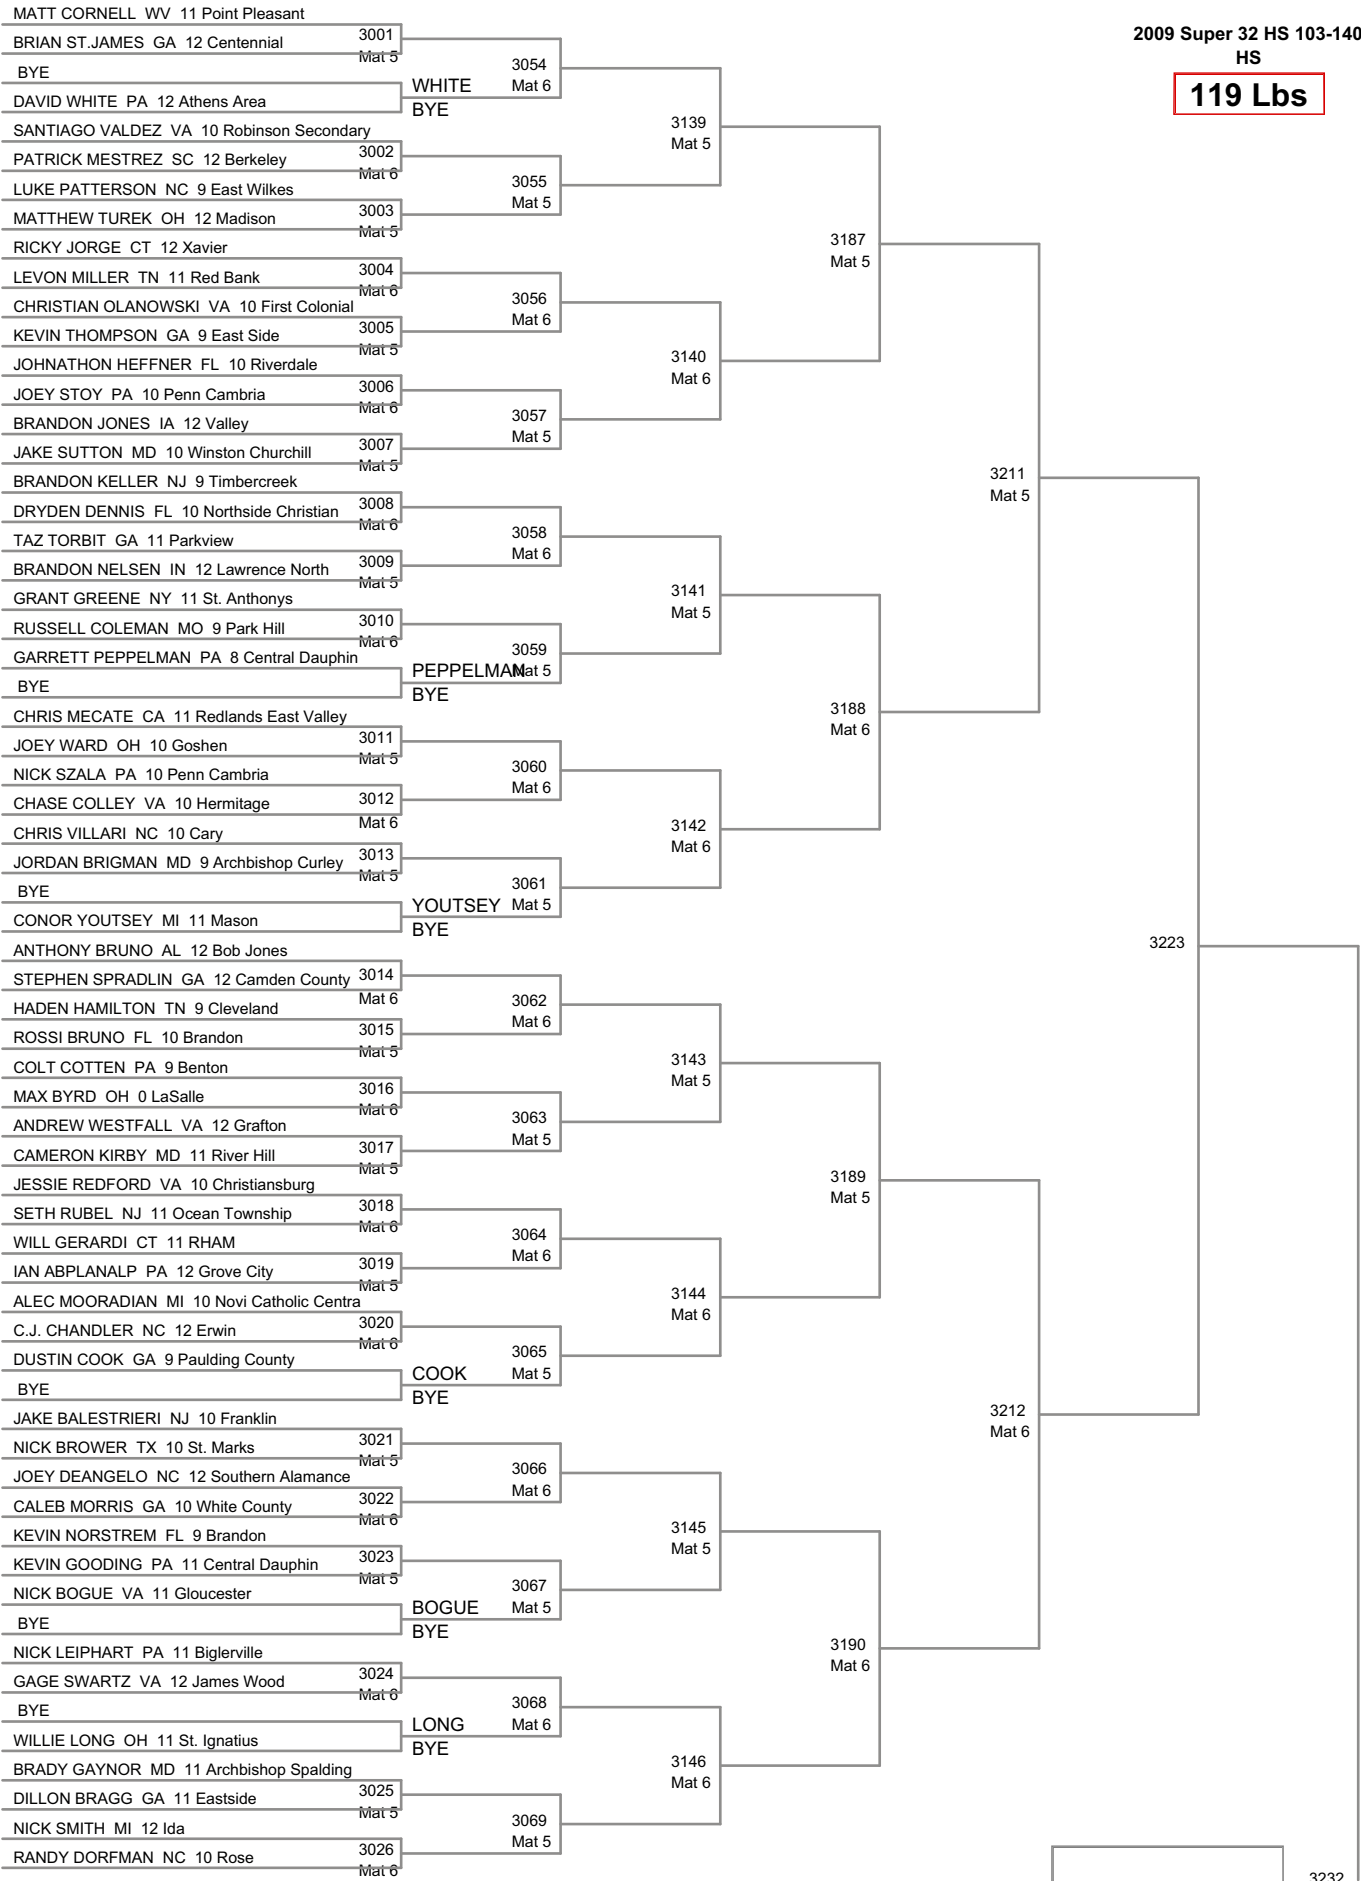 MATT CORNELL WV 11 Point Pleasant
2009 Super 32 HS 103-140
HS
119 Lbs
BRIAN ST.JAMES GA 12 Centennial
3001
Mat 5
BYE
3054
Mat 6
WHITE
DAVID WHITE PA 12 Athens Area
BYE
SANTIAGO VALDEZ VA 10 Robinson Secondary
3139
Mat 5
PATRICK MESTREZ SC 12 Berkeley
3002
Mat 6
LUKE PATTERSON NC 9 East Wilkes
3055
Mat 5
MATTHEW TUREK OH 12 Madison
3003
Mat 5
RICKY JORGE CT 12 Xavier
3187
Mat 5
LEVON MILLER TN 11 Red Bank
3004
Mat 6
CHRISTIAN OLANOWSKI VA 10 First Colonial
3056
Mat 6
KEVIN THOMPSON GA 9 East Side
3005
Mat 5
JOHNATHON HEFFNER FL 10 Riverdale
3140
Mat 6
JOEY STOY PA 10 Penn Cambria
3006
Mat 6
BRANDON JONES IA 12 Valley
3057
Mat 5
JAKE SUTTON MD 10 Winston Churchill
3007
Mat 5
BRANDON KELLER NJ 9 Timbercreek
3211
Mat 5
DRYDEN DENNIS FL 10 Northside Christian
3008
Mat 6
TAZ TORBIT GA 11 Parkview
3058
Mat 6
BRANDON NELSEN IN 12 Lawrence North
3009
Mat 5
GRANT GREENE NY 11 St. Anthonys
3141
Mat 5
RUSSELL COLEMAN MO 9 Park Hill
3010
Mat 6
GARRETT PEPPELMAN PA 8 Central Dauphin
3059
Mat 5
PEPPELMAN
BYE
BYE
CHRIS MECATE CA 11 Redlands East Valley
3188
Mat 6
JOEY WARD OH 10 Goshen
3011
Mat 5
NICK SZALA PA 10 Penn Cambria
3060
Mat 6
CHASE COLLEY VA 10 Hermitage
3012
Mat 6
CHRIS VILLARI NC 10 Cary
3142
Mat 6
JORDAN BRIGMAN MD 9 Archbishop Curley
3013
Mat 5
BYE
3061
Mat 5
YOUTSEY
CONOR YOUTSEY MI 11 Mason
BYE
3223
ANTHONY BRUNO AL 12 Bob Jones
STEPHEN SPRADLIN GA 12 Camden County
3014
Mat 6
HADEN HAMILTON TN 9 Cleveland
3062
Mat 6
ROSSI BRUNO FL 10 Brandon
3015
Mat 5
COLT COTTEN PA 9 Benton
3143
Mat 5
MAX BYRD OH 0 LaSalle
3016
Mat 6
ANDREW WESTFALL VA 12 Grafton
3063
Mat 5
CAMERON KIRBY MD 11 River Hill
3017
Mat 5
JESSIE REDFORD VA 10 Christiansburg
3189
Mat 5
SETH RUBEL NJ 11 Ocean Township
3018
Mat 6
WILL GERARDI CT 11 RHAM
3064
Mat 6
IAN ABPLANALP PA 12 Grove City
3019
Mat 5
ALEC MOORADIAN MI 10 Novi Catholic Centra
3144
Mat 6
C.J. CHANDLER NC 12 Erwin
3020
Mat 6
DUSTIN COOK GA 9 Paulding County
3065
Mat 5
COOK
BYE
BYE
JAKE BALESTRIERI NJ 10 Franklin
3212
Mat 6
NICK BROWER TX 10 St. Marks
3021
Mat 5
JOEY DEANGELO NC 12 Southern Alamance
3066
Mat 6
CALEB MORRIS GA 10 White County
3022
Mat 6
KEVIN NORSTREM FL 9 Brandon
3145
Mat 5
KEVIN GOODING PA 11 Central Dauphin
3023
Mat 5
NICK BOGUE VA 11 Gloucester
3067
Mat 5
BOGUE
BYE
BYE
NICK LEIPHART PA 11 Biglerville
3190
Mat 6
GAGE SWARTZ VA 12 James Wood
3024
Mat 6
BYE
3068
Mat 6
LONG
WILLIE LONG OH 11 St. Ignatius
BYE
BRADY GAYNOR MD 11 Archbishop Spalding
3146
Mat 6
DILLON BRAGG GA 11 Eastside
3025
Mat 5
NICK SMITH MI 12 Ida
3069
Mat 5
RANDY DORFMAN NC 10 Rose
3026
Mat 6
3232